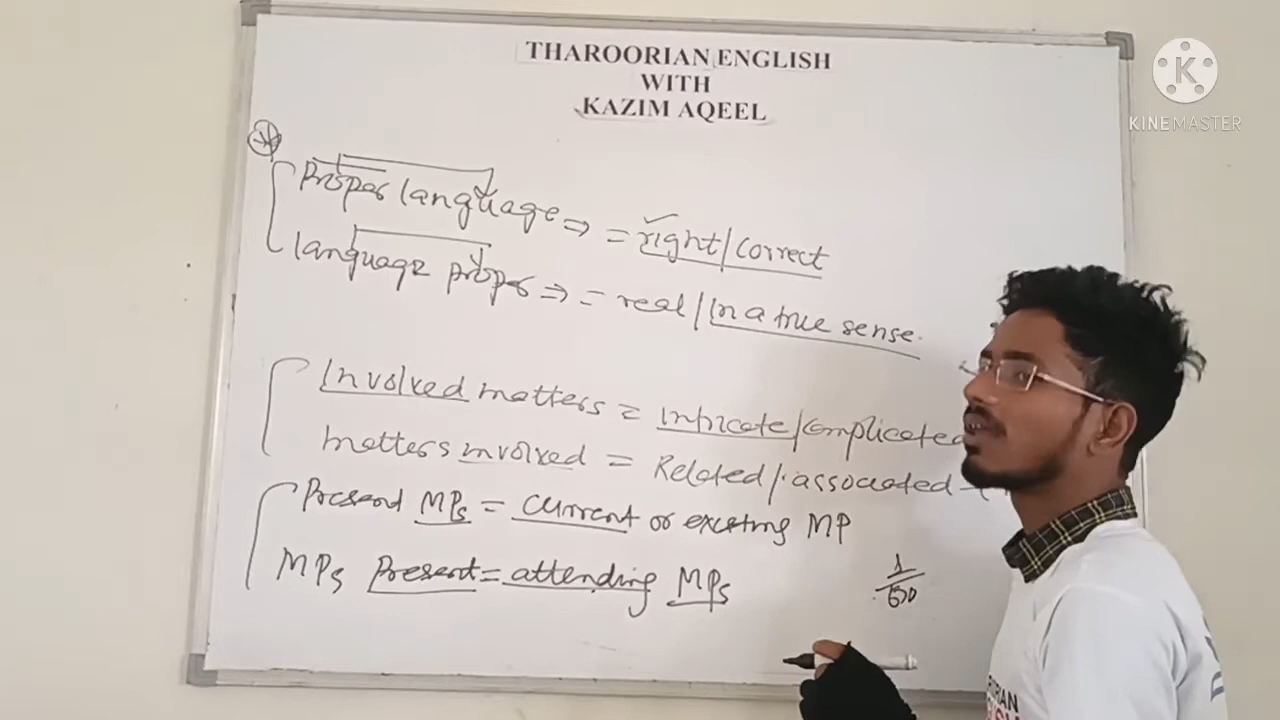 THAROORIAN ENGLISH
WITH
KAZIM AQEEL
KINEMASTER
Proper language ⇒ = right/correct
language proper ⇒ = real/in a true sense.
Involved matters = intricate/complicated
matters involved = Related/associated
Present MPs = current or existing MP
MPs Present = attending MPs